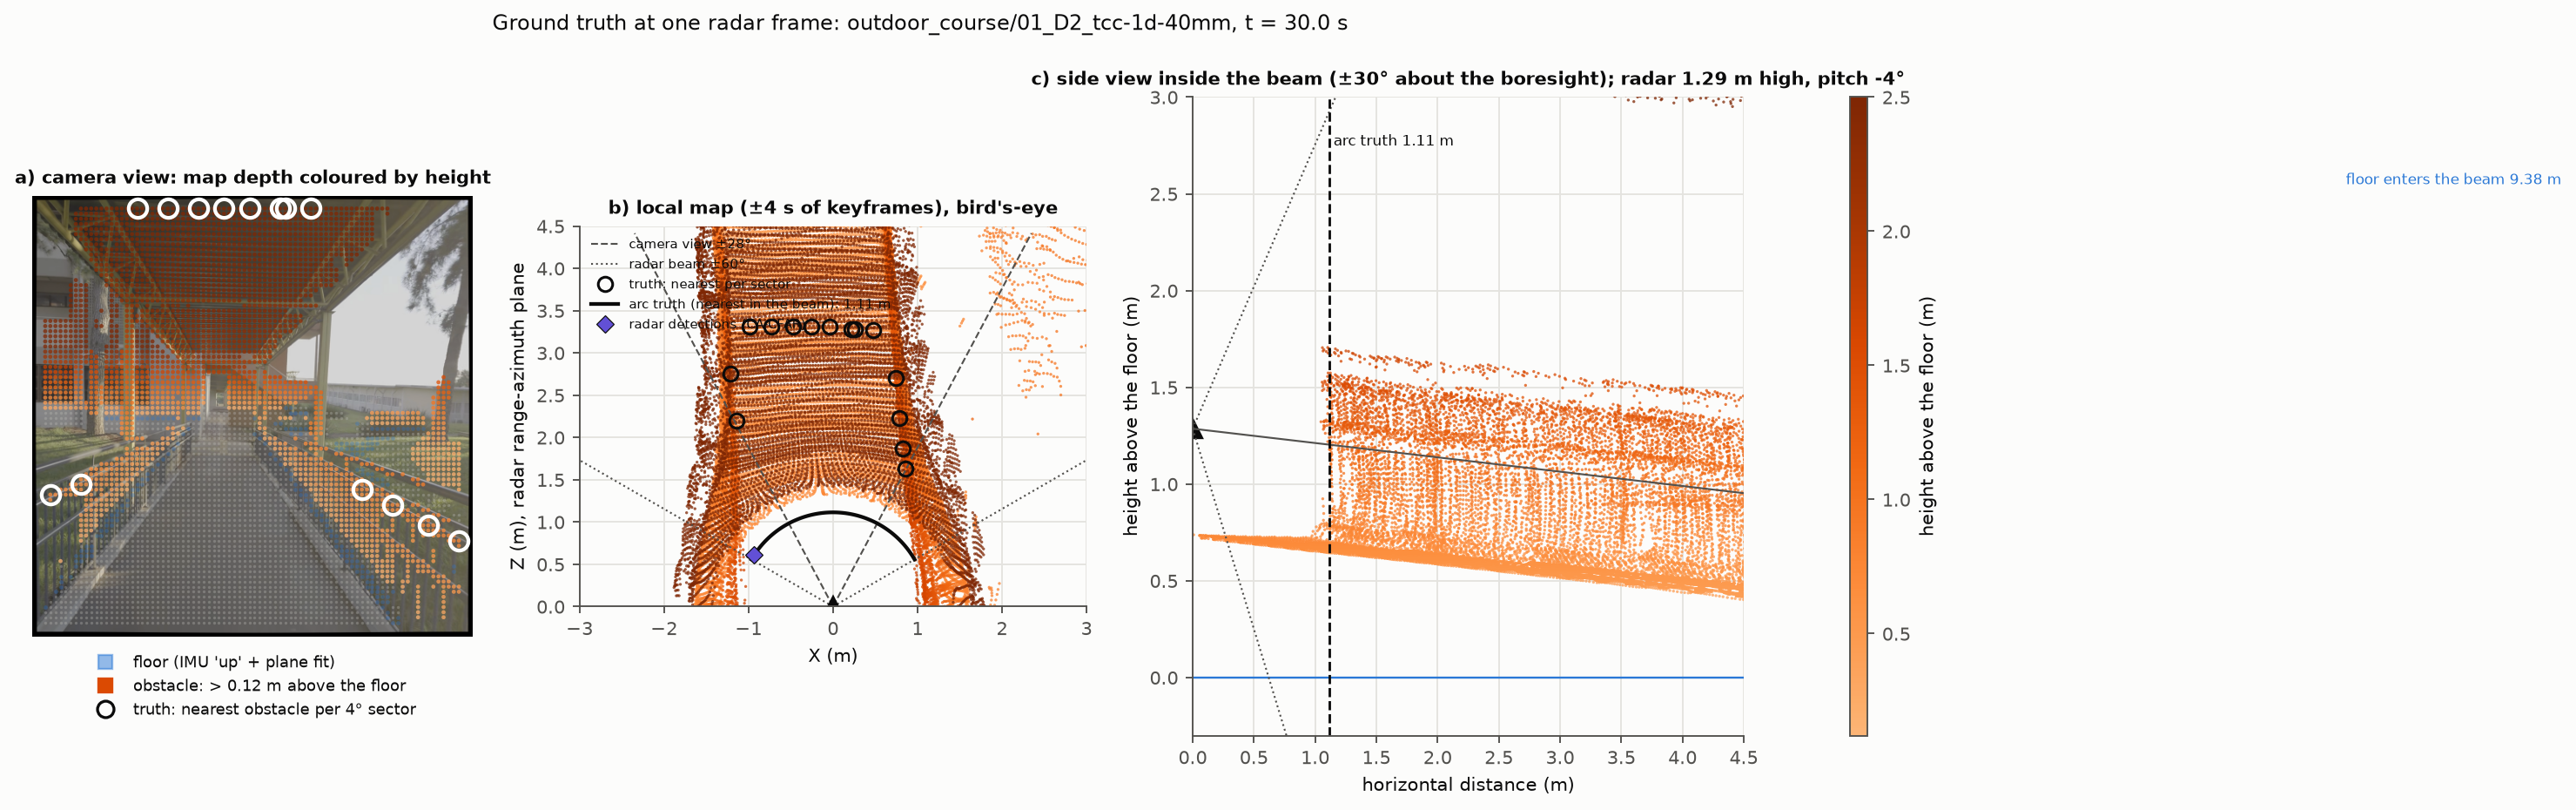 Ground truth at one radar frame: outdoor_course/01_D2_tcc-1d-40mm, t = 30.0 s
a) camera view: map depth coloured by height
floor (IMU 'up' + plane fit)
obstacle: > 0.12 m above the floor
truth: nearest obstacle per 4° sector
b) local map (±4 s of keyframes), bird's-eye
camera view ±28°
radar beam ±60°
truth: nearest per sector
arc truth (nearest in the beam): 1.11 m
radar detections
Z (m), radar range-azimuth plane
4.5
4.0
3.5
3.0
2.5
2.0
1.5
1.0
0.5
0.0
−3
−2
−1
0
1
2
3
X (m)
c) side view inside the beam (±30° about the boresight); radar 1.29 m high, pitch -4°
arc truth 1.11 m
height above the floor (m)
3.0
2.5
2.0
1.5
1.0
0.5
0.0
0.0
0.5
1.0
1.5
2.0
2.5
3.0
3.5
4.0
4.5
horizontal distance (m)
2.5
2.0
1.5
1.0
0.5
height above the floor (m)
floor enters the beam 9.38 m